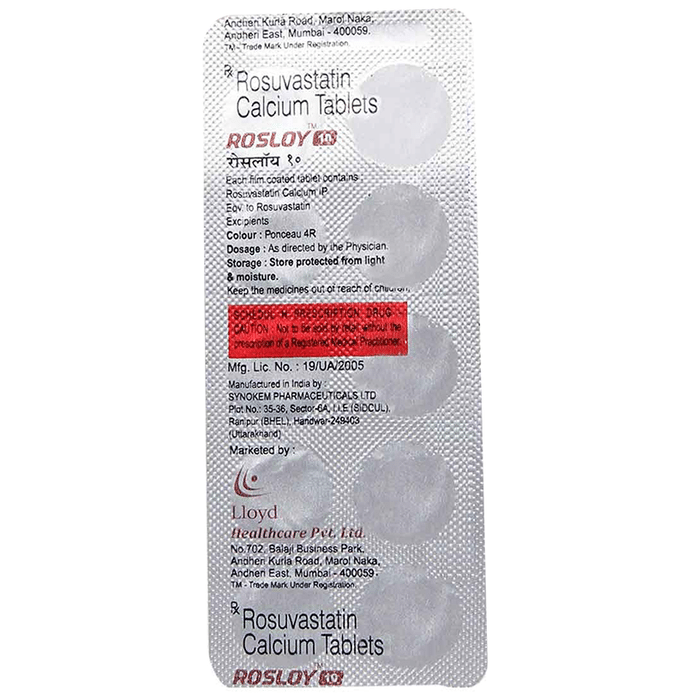 Andheri Kurla Road, Marol Naka,
Andheri East, Mumbai - 400059.
TM - Trade Mark Under Registration.
Rx Rosuvastatin
Calcium Tablets
ROSLOY™ 10
रोसलॉय १०
Each film coated tablet contains
Rosuvastatin Calcium IP
Eqv. to Rosuvastatin
Excipients
Colour : Ponceau 4R
Dosage : As directed by the Physician.
Storage : Store protected from light
& moisture.
Keep the medicines out of reach of children.
SCHEDUL H PRESCRIPTION DRUG
CAUTION : Not to be sold by retail without the
prescription of a Registered Medical Practitioner.
Mfg. Lic. No. : 19/UA/2005
Manufactured in India by :
SYNOKEM PHARMACEUTICALS LTD
Plot No.: 35-36, Sector-6A, I.I.E (SIDCUL),
Ranipur (BHEL), Haridwar-249403
(Uttarakhand)
Marketed by :
Lloyd
Healthcare Pvt. Ltd.
No.702, Balaji Business Park,
Andheri Kurla Road, Marol Naka,
Andheri East, Mumbai - 400059.
TM - Trade Mark Under Registration.
Rx Rosuvastatin
Calcium Tablets
ROSLOY™ 10